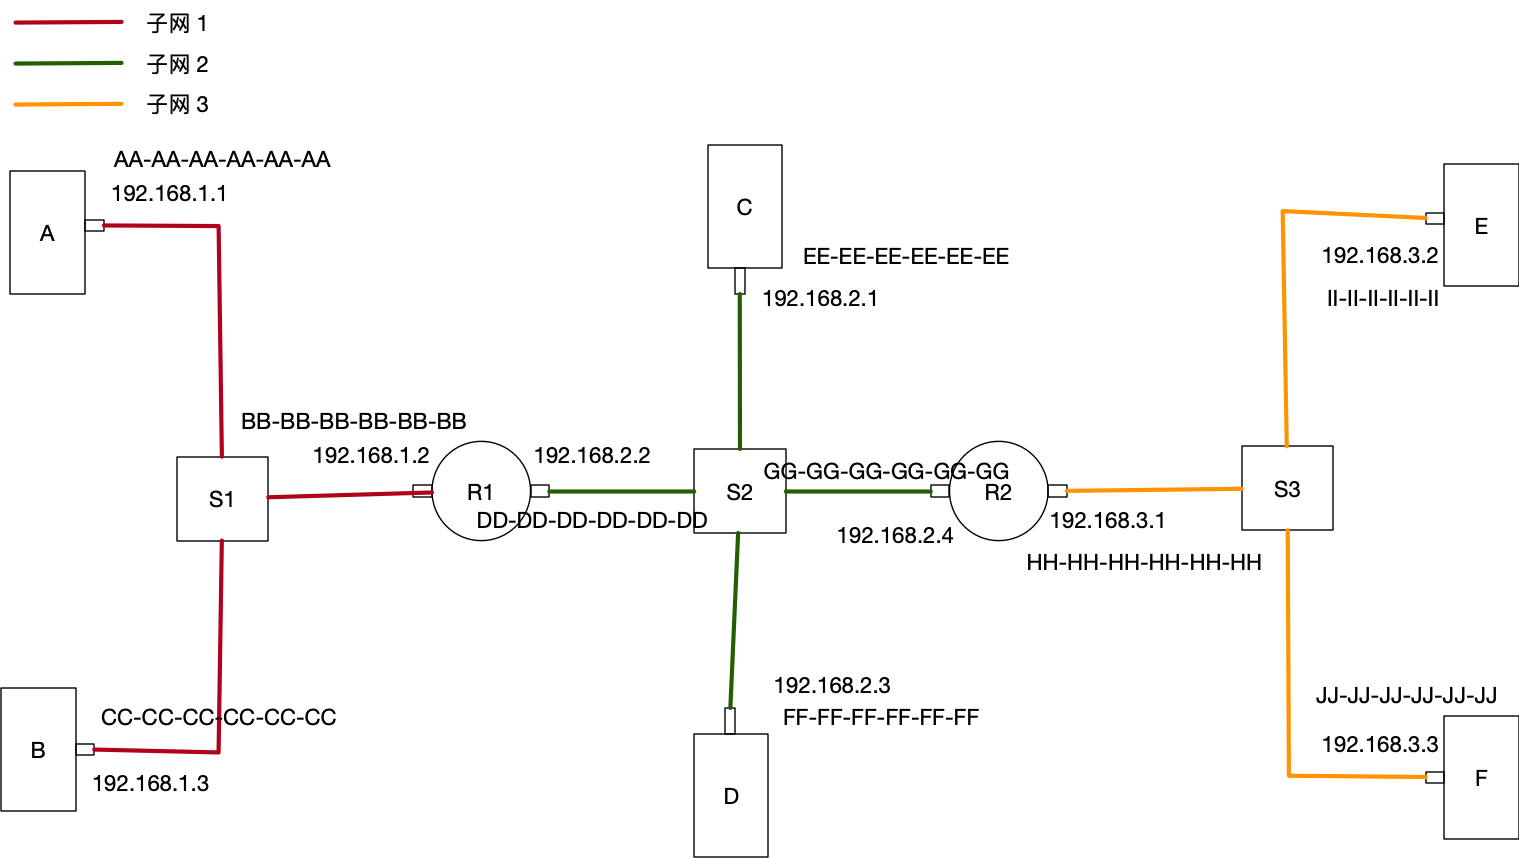 子网 1
子网 2
子网 3
AA-AA-AA-AA-AA-AA
192.168.1.1
A
C
EE-EE-EE-EE-EE-EE
192.168.2.1
E
192.168.3.2
II-II-II-II-II-II
BB-BB-BB-BB-BB-BB
192.168.1.2
192.168.2.2
S1
R1
DD-DD-DD-DD-DD-DD
S2
GG-GG-GG-GG-GG-GG
R2
192.168.2.4
192.168.3.1
HH-HH-HH-HH-HH-HH
S3
CC-CC-CC-CC-CC-CC
B
192.168.1.3
192.168.2.3
FF-FF-FF-FF-FF-FF
D
JJ-JJ-JJ-JJ-JJ-JJ
192.168.3.3
F